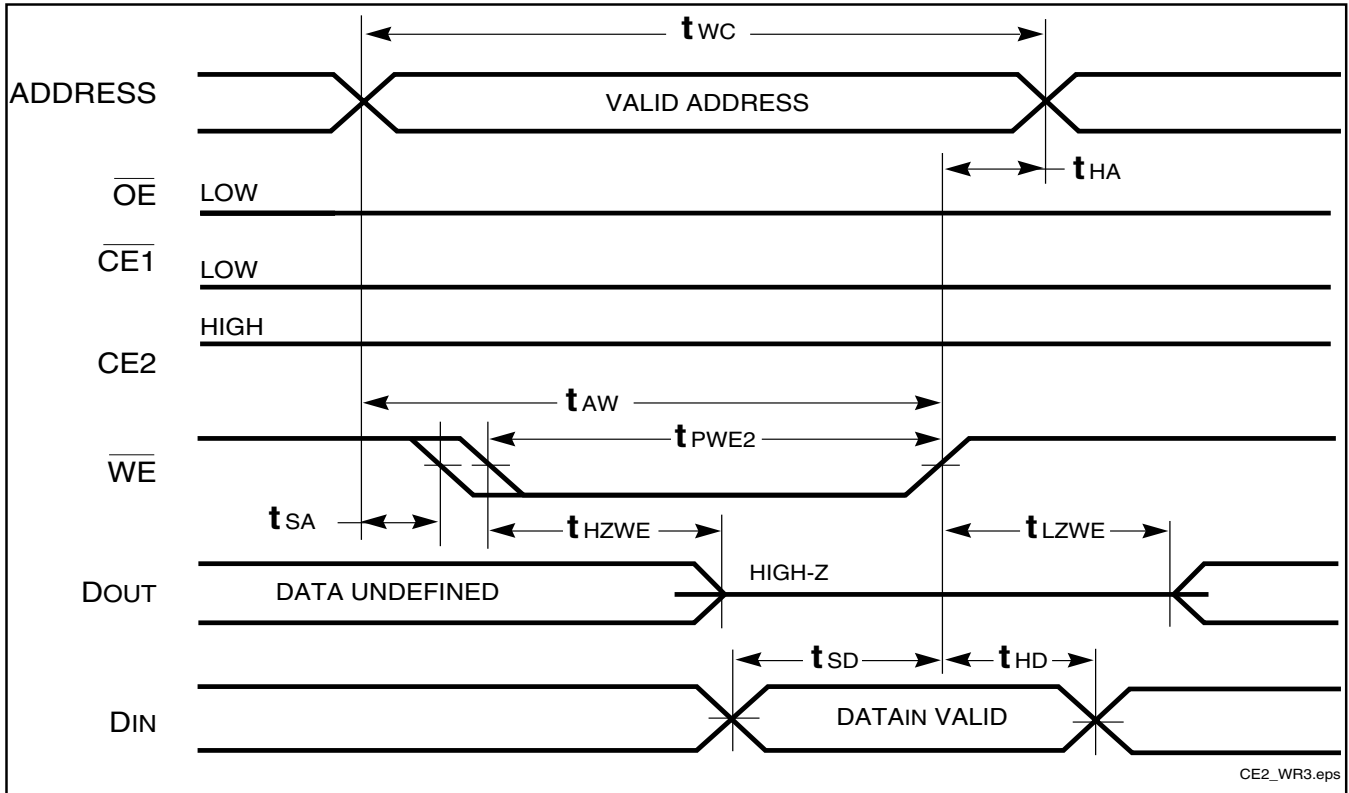 tWC
ADDRESS
VALID ADDRESS
tHA
OE
LOW
CE1
LOW
HIGH
CE2
tAW
tPWE2
WE
tSA
tHZWE
tLZWE
DOUT
DATA UNDEFINED
HIGH-Z
tSD
tHD
DIN
DATAIN VALID
CE2_WR3.eps